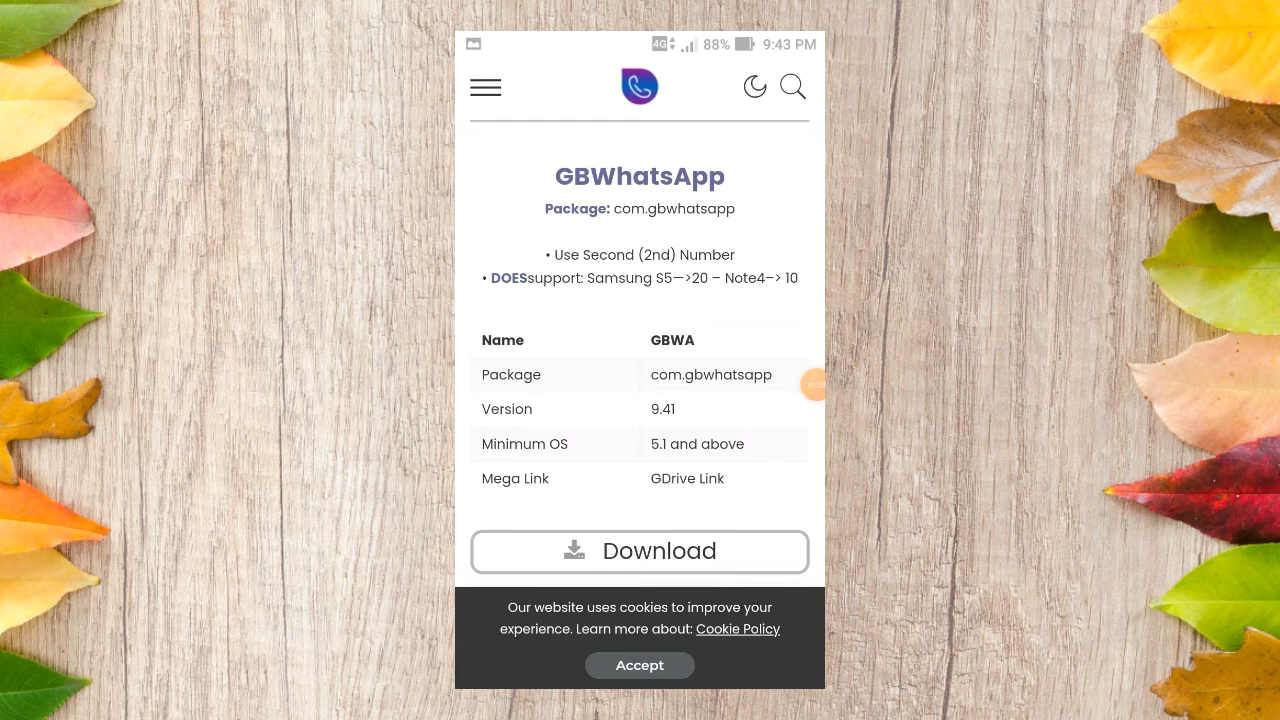 4G 88% 9:43 PM
GBWhatsApp
Package: com.gbwhatsapp
• Use Second (2nd) Number
• DOESsupport: Samsung S5—>20 – Note4–> 10
Name GBWA
Package com.gbwhatsapp
Version 9.41
Minimum OS 5.1 and above
Mega Link GDrive Link
Download
Our website uses cookies to improve your
experience. Learn more about: Cookie Policy
Accept